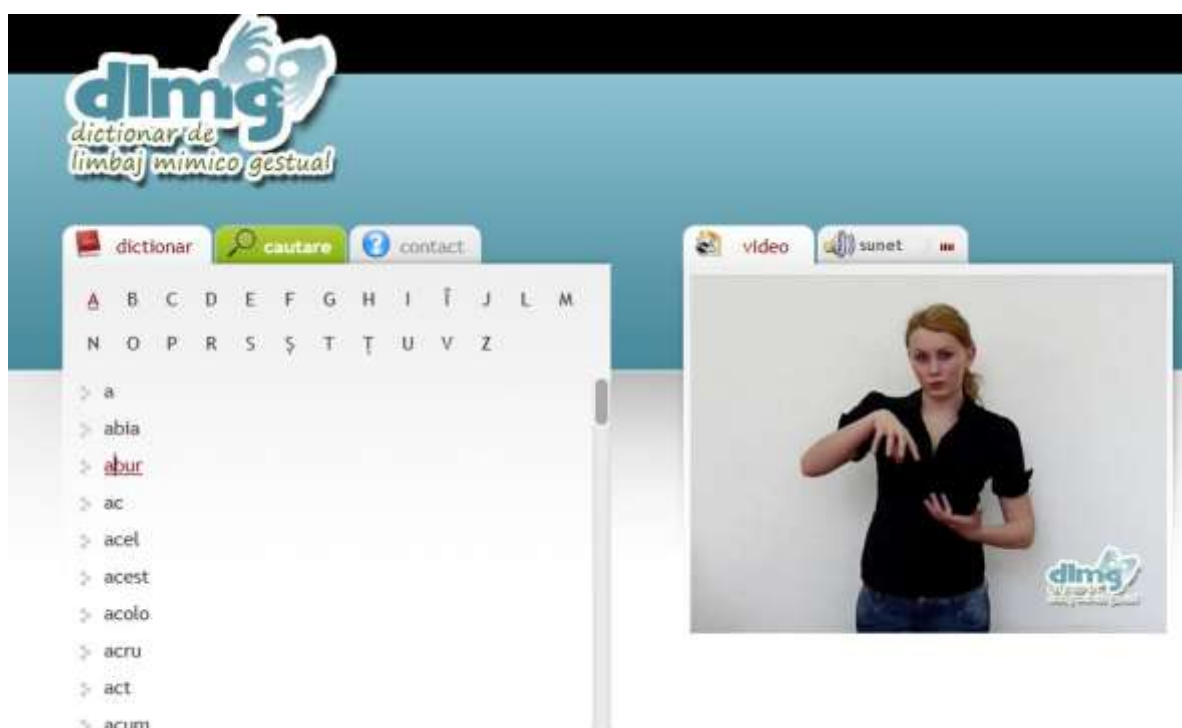 dlmg
dictionar de
limbaj mimico gestual
dictionar cautare contact
video sunet
A B C D E F G H I Î J L M
N O P R S Ş T Ţ U V Z
a
abia
abur
ac
acel
acest
acolo
acru
act
acum
dlmg